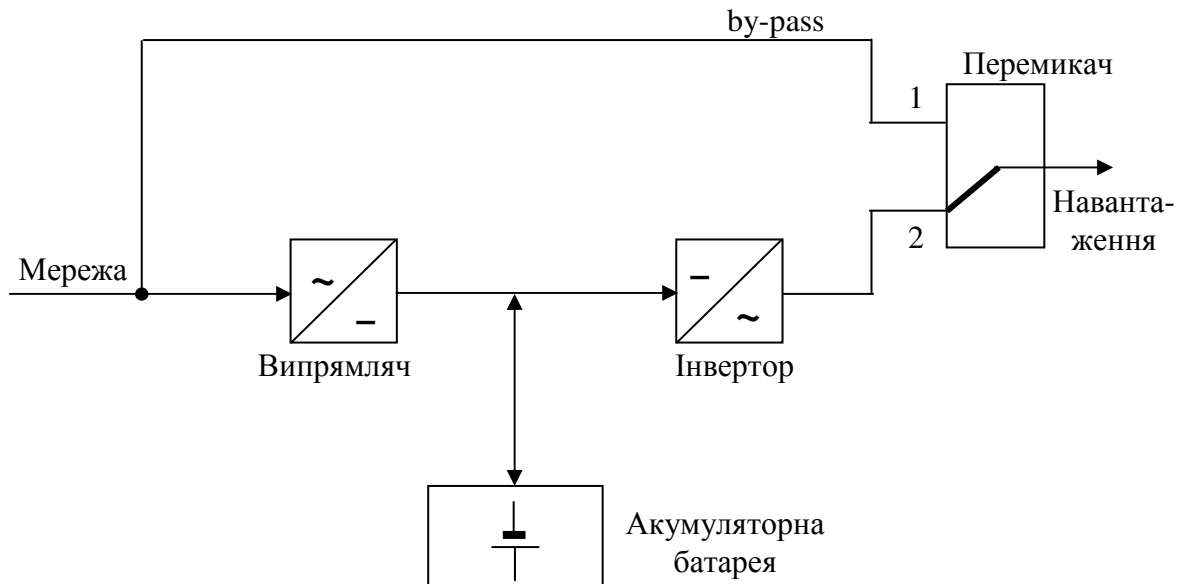 by-pass
Перемикач
1
2
Наванта-
ження
Мережа
~
–
–
~
Випрямляч
Інвертор
Акумуляторна
батарея